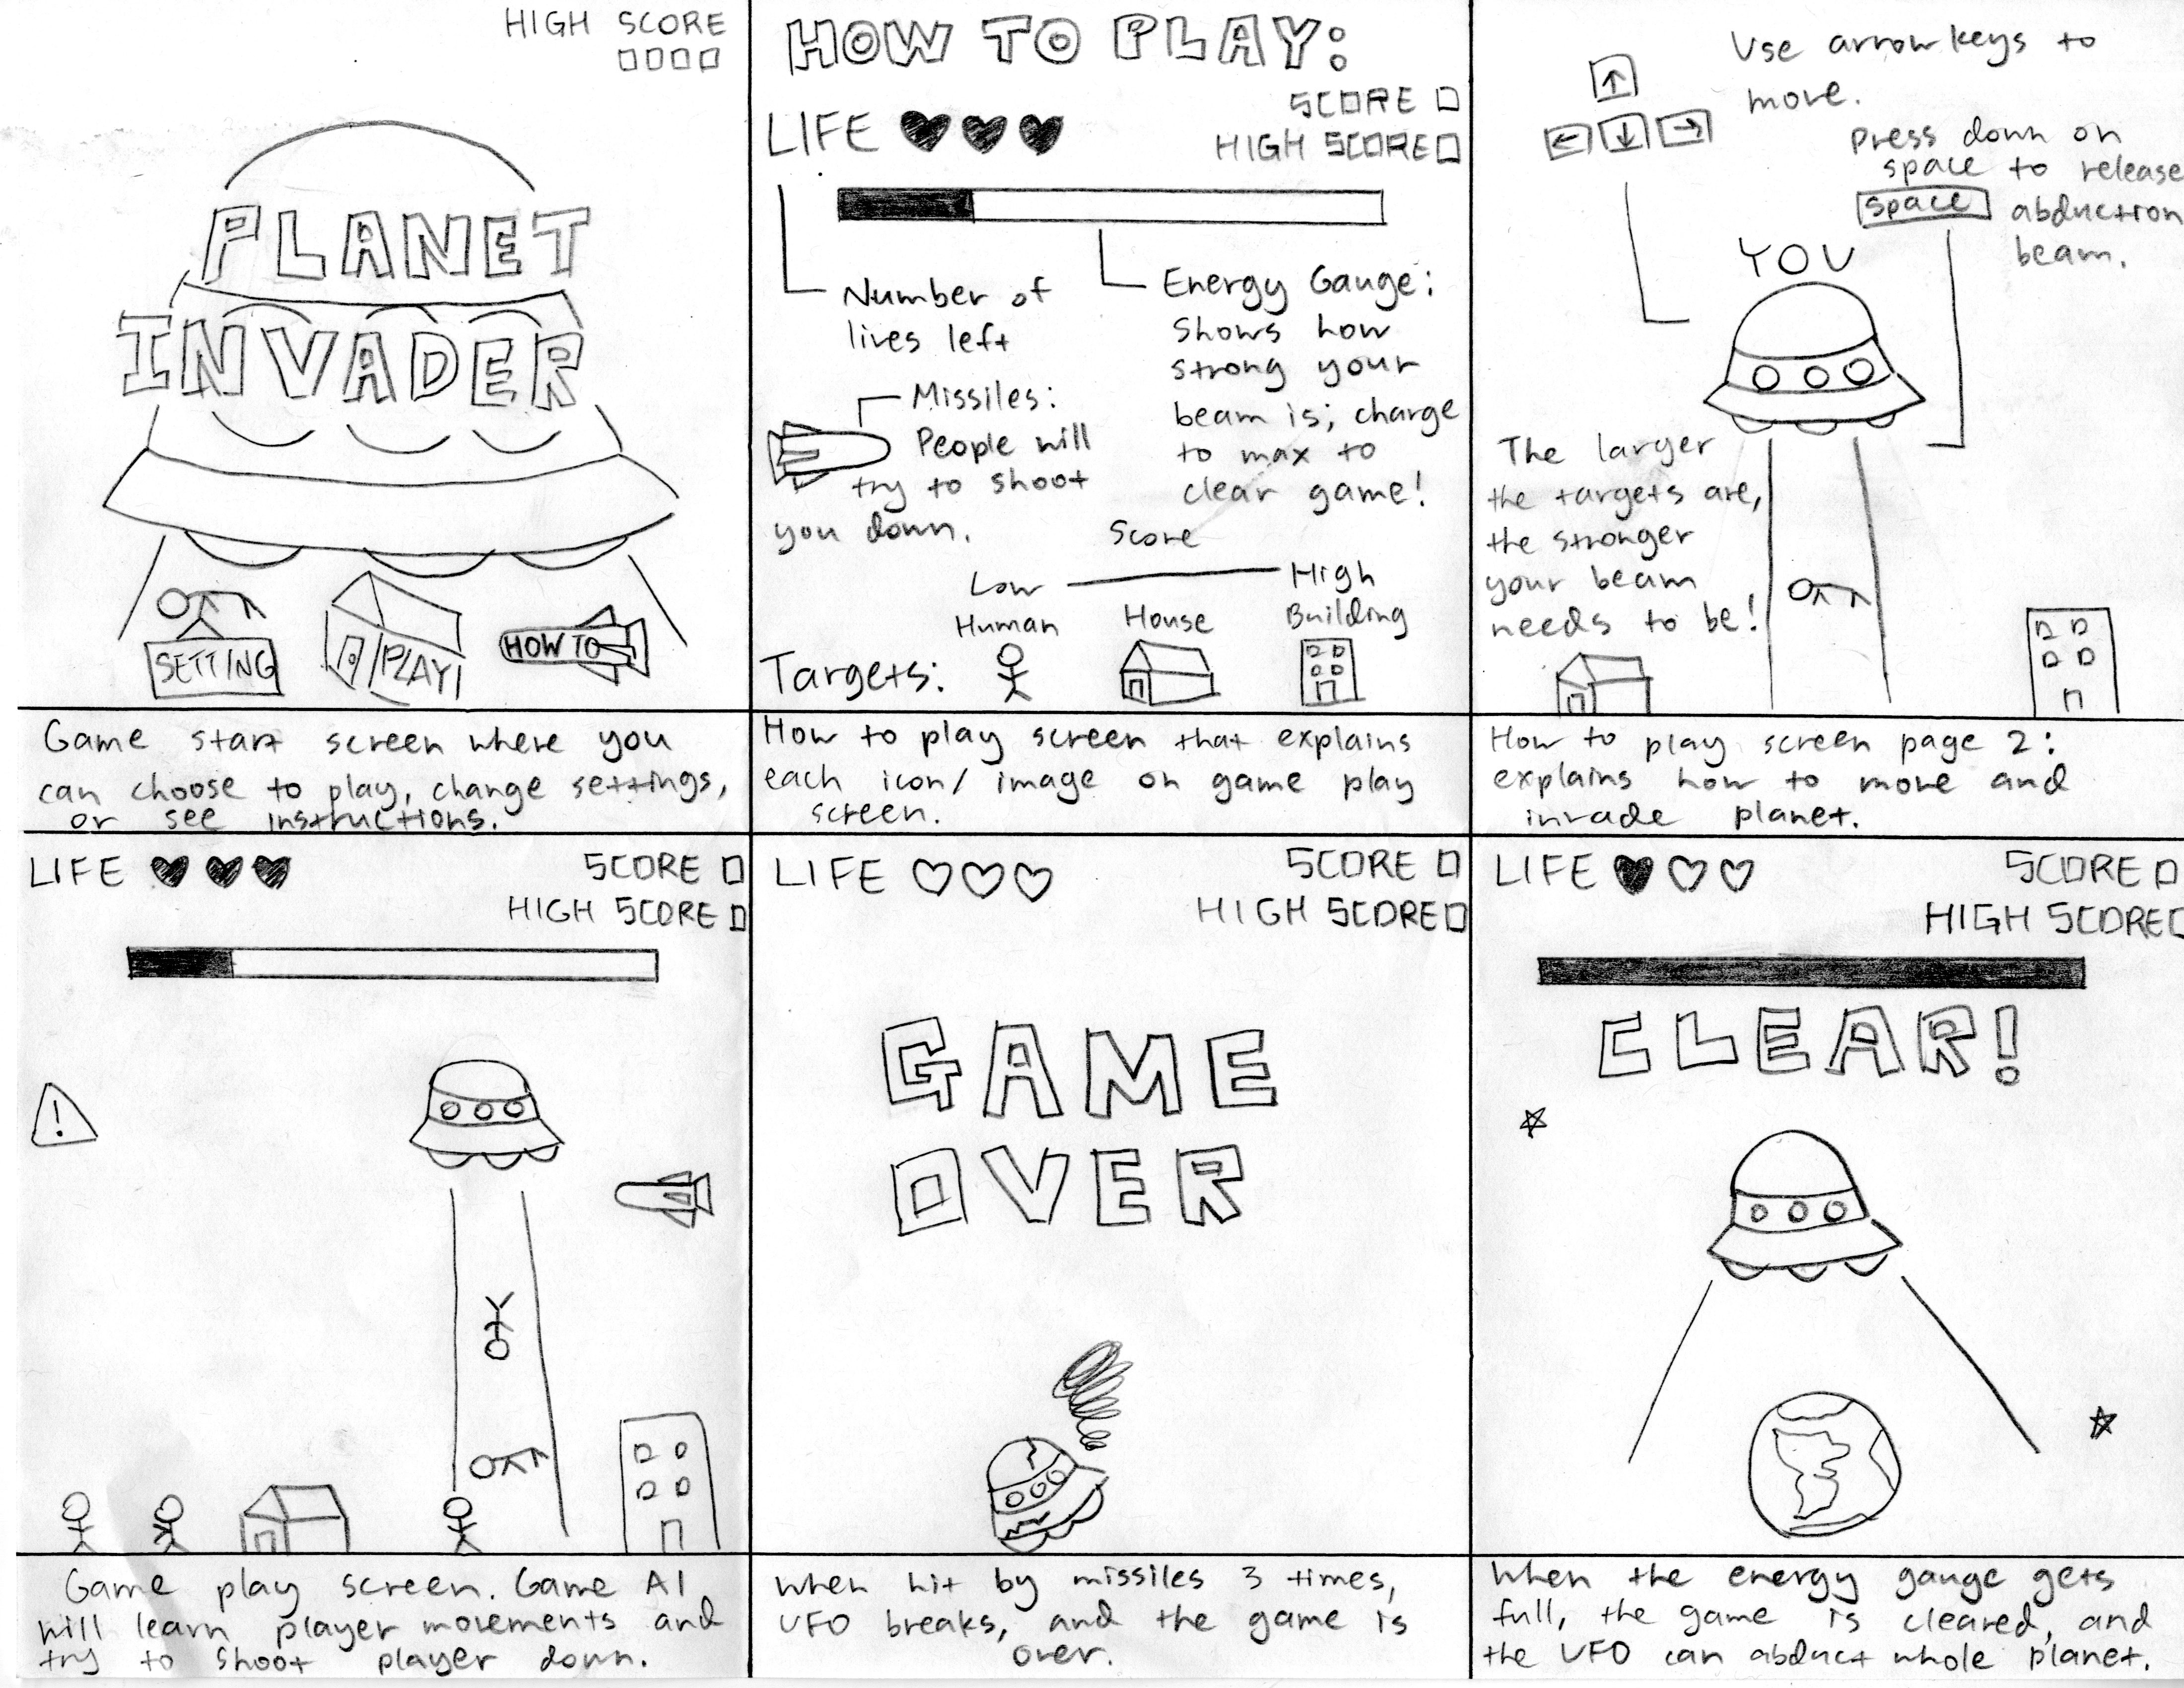 HIGH SCORE
PLANET
INVADER
SETTING
PLAY
HOW TO
Game start screen where you
can choose to play, change settings,
or see instructions.
HOW TO PLAY:
SCORE
LIFE
HIGH SCORE
Number of
lives left
Energy Gauge:
Shows how
strong your
beam is; charge
to max to
clear game!
Missiles:
People will
try to shoot
you down.
Score
Low
High
Human
House
Building
Targets:
How to play screen that explains
each icon/image on game play
screen.
Use arrow keys to
move.
↑
← ↓ →
Press down on
space to release
space
abduction
beam.
YOU
The larger
the targets are,
the stronger
your beam
needs to be!
How to play screen page 2:
explains how to move and
invade planet.
LIFE
SCORE
HIGH SCORE
!
Game play screen. Game AI
will learn player movements and
try to shoot player down.
LIFE
SCORE
HIGH SCORE
GAME
OVER
When hit by missiles 3 times,
UFO breaks, and the game is
over.
LIFE
SCORE
HIGH SCORE
CLEAR!
When the energy gauge gets
full, the game is cleared, and
the UFO can abduct whole planet.